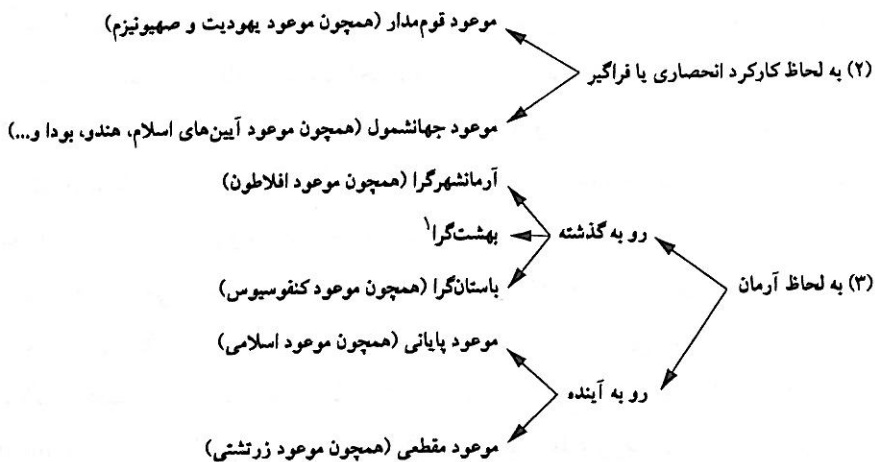 موعود قوم‌مدار (همچون موعود یهودیت و صهیونیزم)
(۲) به لحاظ کارکرد انحصاری یا فراگیر
موعود جهانشمول (همچون موعود آیین‌های اسلام، هندو، بودا و...)
آرمانشهرگرا (همچون موعود افلاطون)
رو به گذشته
بهشت‌گرا۱
باستان‌گرا (همچون موعود کنفوسیوس)
(۳) به لحاظ آرمان
موعود پایانی (همچون موعود اسلامی)
رو به آینده
موعود مقطعی (همچون موعود زرتشتی)